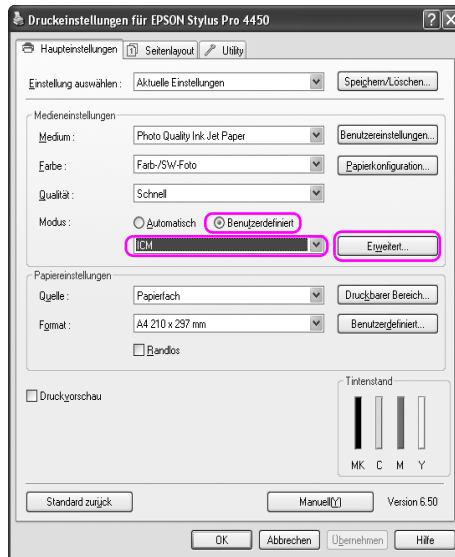 Druckeinstellungen für EPSON Stylus Pro 4450
Haupteinstellungen Seitenlayout Utility
Einstellung auswählen : Aktuelle Einstellungen Speichern/Löschen...
Medieneinstellungen
Medium : Photo Quality Ink Jet Paper Benutzereinstellungen...
Farbe : Farb-/SW-Foto Papierkonfiguration...
Qualität : Schnell
Modus : Automatisch Benutzerdefiniert
ICM Erweitert...
Papiereinstellungen
Quelle : Papierfach Druckbarer Bereich...
Format : A4 210 x 297 mm Benutzerdefiniert...
Randlos
Druckvorschau
Tintenstand
MK C M Y
Standard zurück Manuell(Y) Version 6.50
OK Abbrechen Übernehmen Hilfe